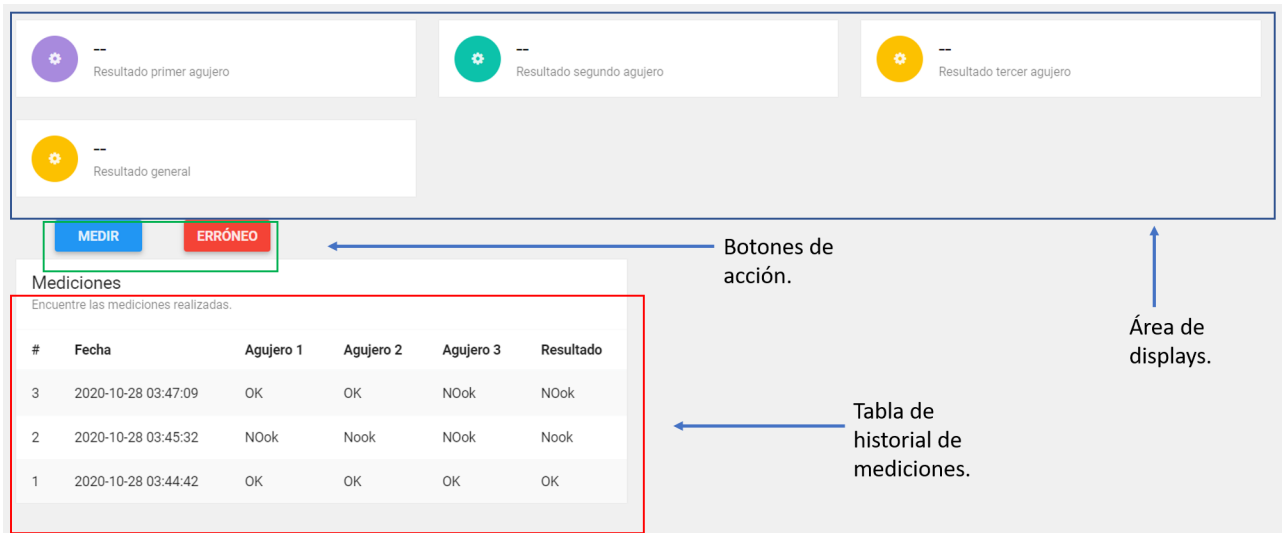 --
Resultado primer agujero
--
Resultado segundo agujero
--
Resultado tercer agujero
--
Resultado general
MEDIR
ERRÓNEO
Botones de
acción.
Área de
displays.
Mediciones
Encuentre las mediciones realizadas.
# Fecha Agujero 1 Agujero 2 Agujero 3 Resultado
3 2020-10-28 03:47:09 OK OK NOok NOok
2 2020-10-28 03:45:32 NOok Nook NOok Nook
1 2020-10-28 03:44:42 OK OK OK OK
Tabla de
historial de
mediciones.